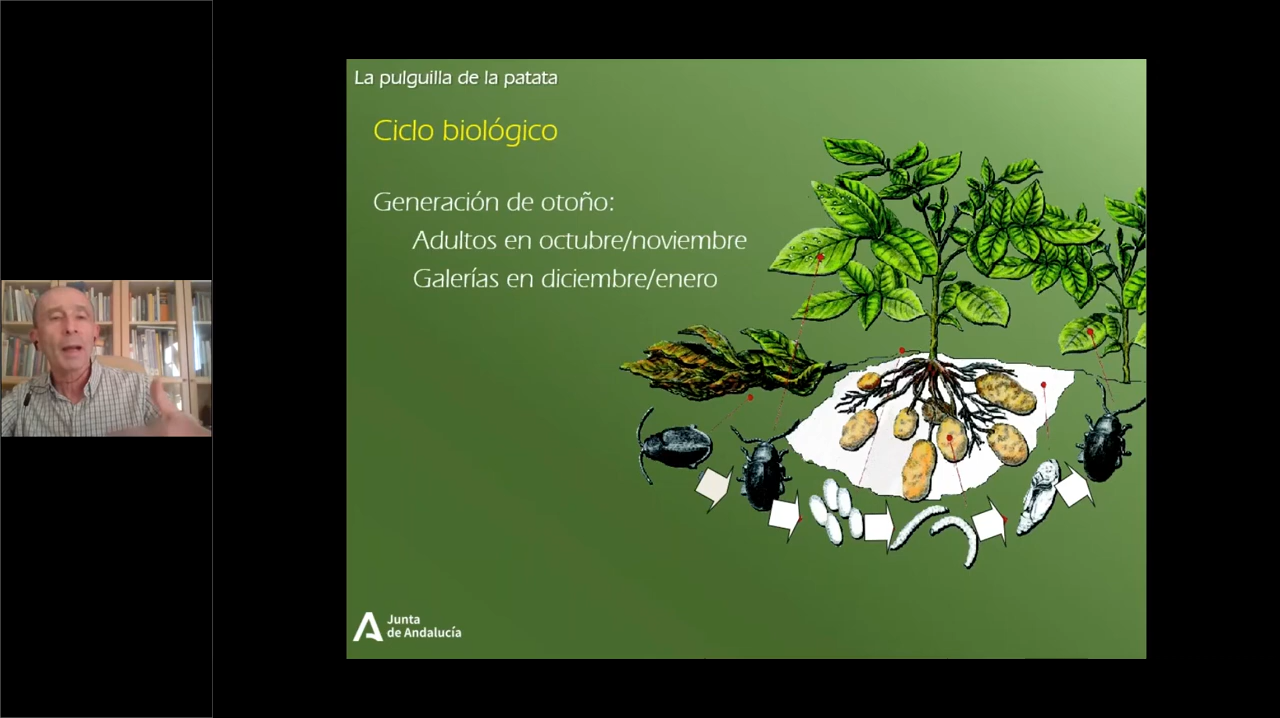 La pulguilla de la patata
Ciclo biológico
Generación de otoño:
Adultos en octubre/noviembre
Galerías en diciembre/enero
Junta
de Andalucía